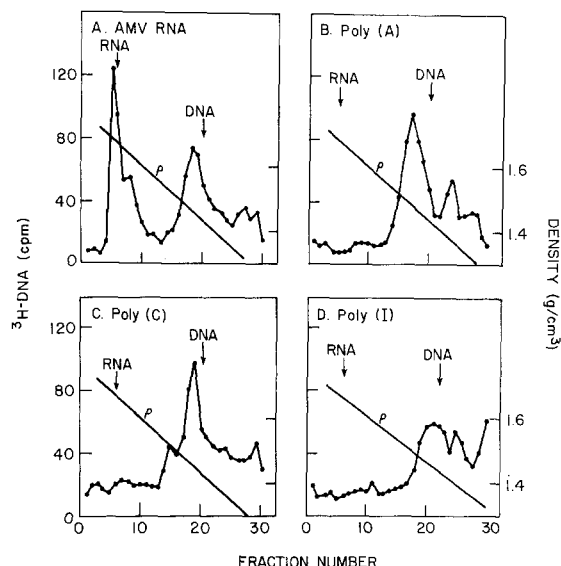 A. AMV RNA
RNA
DNA
ρ
120
80
40
0
B. Poly (A)
RNA
DNA
ρ
1.6
1.4
³H-DNA (cpm)
DENSITY (g/cm³)
C. Poly (C)
RNA
DNA
ρ
120
80
40
0
0 10 20 30
D. Poly (I)
RNA
DNA
ρ
1.6
1.4
0 10 20 30
FRACTION NUMBER